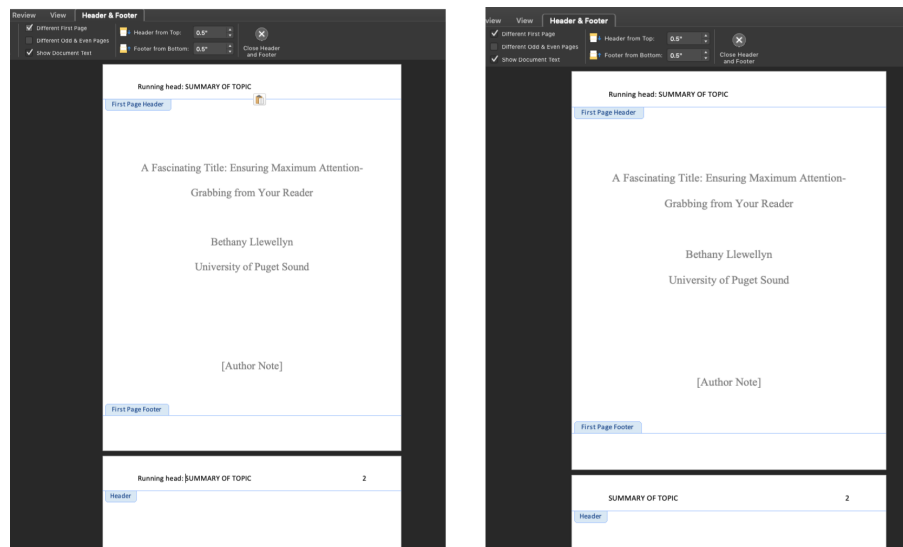 Review View Header & Footer
Different First Page
Different Odd & Even Pages
Show Document Text
Header from Top: 0.5"
Footer from Bottom: 0.5"
Close Header
and Footer
Running head: SUMMARY OF TOPIC
First Page Header
A Fascinating Title: Ensuring Maximum Attention-
Grabbing from Your Reader
Bethany Llewellyn
University of Puget Sound
[Author Note]
First Page Footer
Running head: SUMMARY OF TOPIC 2
Header
view View Header & Footer
Different First Page
Different Odd & Even Pages
Show Document Text
Header from Top: 0.5"
Footer from Bottom: 0.5"
Close Header
and Footer
Running head: SUMMARY OF TOPIC
First Page Header
A Fascinating Title: Ensuring Maximum Attention-
Grabbing from Your Reader
Bethany Llewellyn
University of Puget Sound
[Author Note]
First Page Footer
SUMMARY OF TOPIC 2
Header